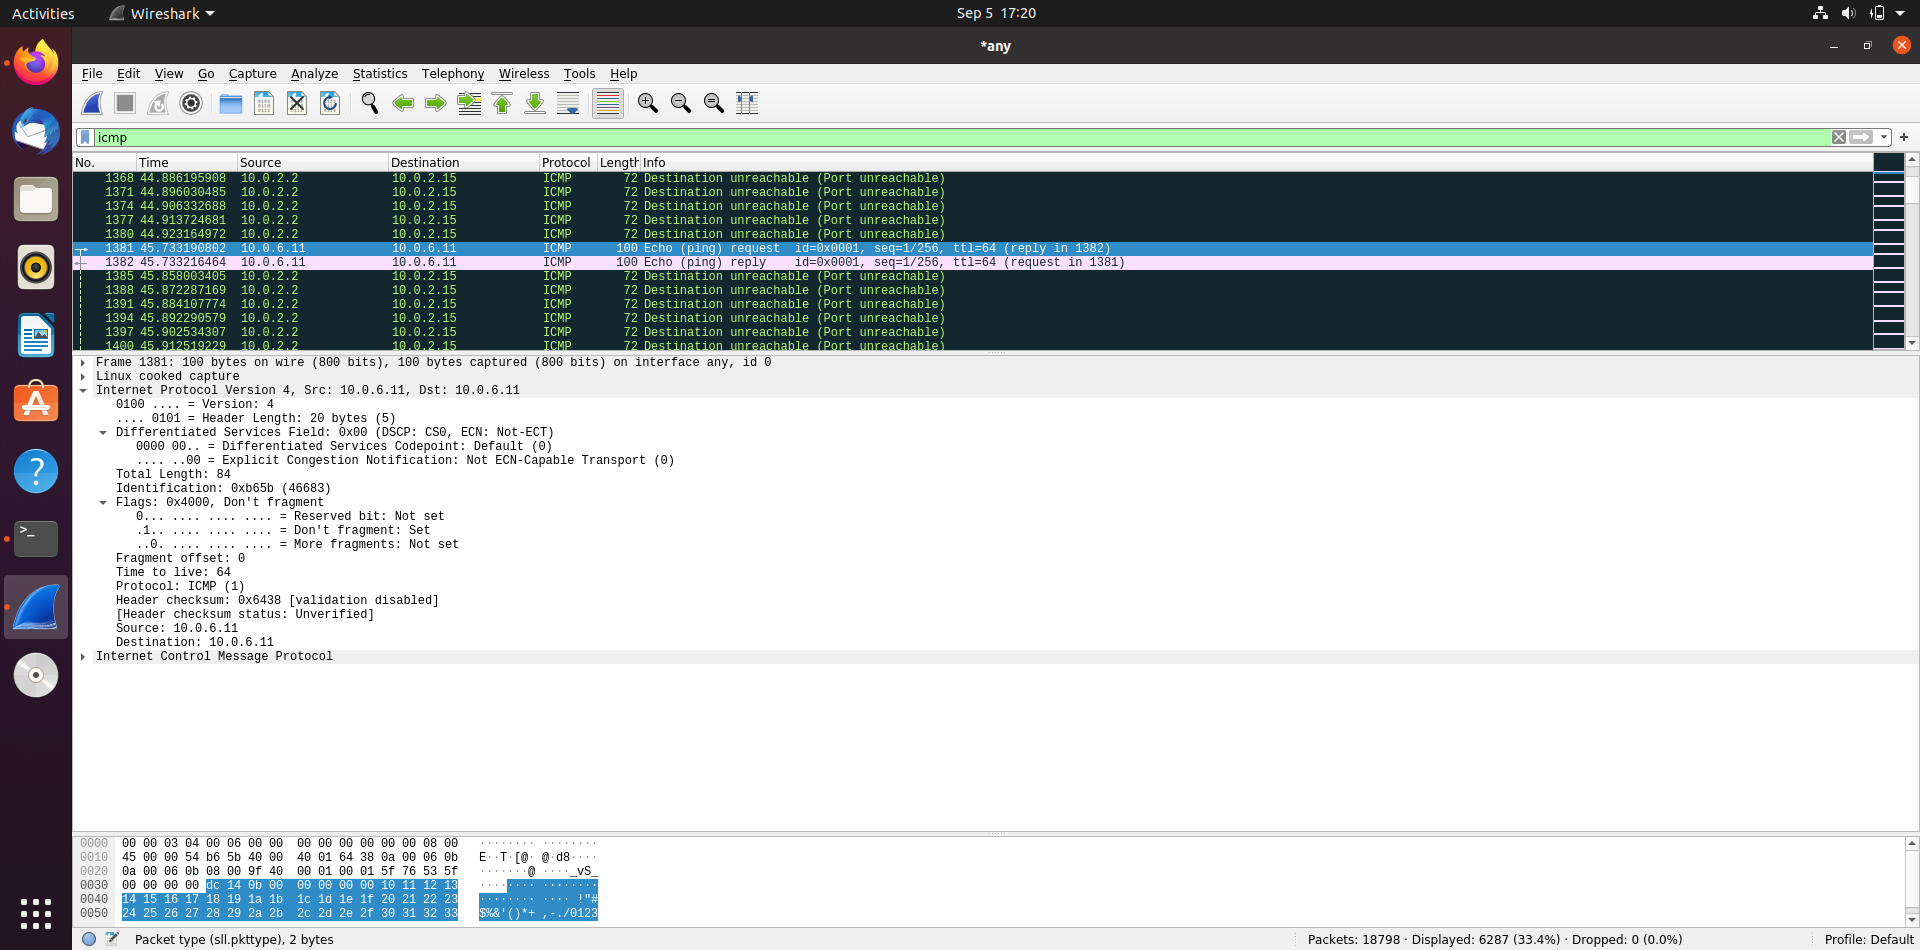 Activities Wireshark Sep 5 17:20
*any
File Edit View Go Capture Analyze Statistics Telephony Wireless Tools Help
icmp
No. Time Source Destination Protocol Length Info
1368 44.886195908 10.0.2.2 10.0.2.15 ICMP 72 Destination unreachable (Port unreachable)
1371 44.896030485 10.0.2.2 10.0.2.15 ICMP 72 Destination unreachable (Port unreachable)
1374 44.906332688 10.0.2.2 10.0.2.15 ICMP 72 Destination unreachable (Port unreachable)
1377 44.913724681 10.0.2.2 10.0.2.15 ICMP 72 Destination unreachable (Port unreachable)
1380 44.923164972 10.0.2.2 10.0.2.15 ICMP 72 Destination unreachable (Port unreachable)
1381 45.733190802 10.0.6.11 10.0.6.11 ICMP 100 Echo (ping) request id=0x0001, seq=1/256, ttl=64 (reply in 1382)
1382 45.733216464 10.0.6.11 10.0.6.11 ICMP 100 Echo (ping) reply id=0x0001, seq=1/256, ttl=64 (request in 1381)
1385 45.858003405 10.0.2.2 10.0.2.15 ICMP 72 Destination unreachable (Port unreachable)
1388 45.872287169 10.0.2.2 10.0.2.15 ICMP 72 Destination unreachable (Port unreachable)
1391 45.884107774 10.0.2.2 10.0.2.15 ICMP 72 Destination unreachable (Port unreachable)
1394 45.892290579 10.0.2.2 10.0.2.15 ICMP 72 Destination unreachable (Port unreachable)
1397 45.902534307 10.0.2.2 10.0.2.15 ICMP 72 Destination unreachable (Port unreachable)
1400 45.912519229 10.0.2.2 10.0.2.15 ICMP 72 Destination unreachable (Port unreachable)
Frame 1381: 100 bytes on wire (800 bits), 100 bytes captured (800 bits) on interface any, id 0
Linux cooked capture
Internet Protocol Version 4, Src: 10.0.6.11, Dst: 10.0.6.11
0100 .... = Version: 4
.... 0101 = Header Length: 20 bytes (5)
Differentiated Services Field: 0x00 (DSCP: CS0, ECN: Not-ECT)
0000 00.. = Differentiated Services Codepoint: Default (0)
.... ..00 = Explicit Congestion Notification: Not ECN-Capable Transport (0)
Total Length: 84
Identification: 0xb65b (46683)
Flags: 0x4000, Don't fragment
0... .... .... .... = Reserved bit: Not set
.1.. .... .... .... = Don't fragment: Set
..0. .... .... .... = More fragments: Not set
Fragment offset: 0
Time to live: 64
Protocol: ICMP (1)
Header checksum: 0x6438 [validation disabled]
[Header checksum status: Unverified]
Source: 10.0.6.11
Destination: 10.0.6.11
Internet Control Message Protocol
0000 00 00 03 04 00 06 00 00 00 00 00 00 00 00 08 00 ········ ········
0010 45 00 00 54 b6 5b 40 00 40 01 64 38 0a 00 06 0b E··T·[@· @·d8····
0020 0a 00 06 0b 08 00 9f 40 00 01 00 01 5f 76 53 5f ·······@ ····_vS_
0030 00 00 00 00 dc 14 0b 00 00 00 00 00 10 11 12 13 ········ ········
0040 14 15 16 17 18 19 1a 1b 1c 1d 1e 1f 20 21 22 23 ········ ···· !"#
0050 24 25 26 27 28 29 2a 2b 2c 2d 2e 2f 30 31 32 33 $%&'()*+ ,-./0123
Packet type (sll.pkttype), 2 bytes Packets: 18798 · Displayed: 6287 (33.4%) · Dropped: 0 (0.0%) Profile: Default